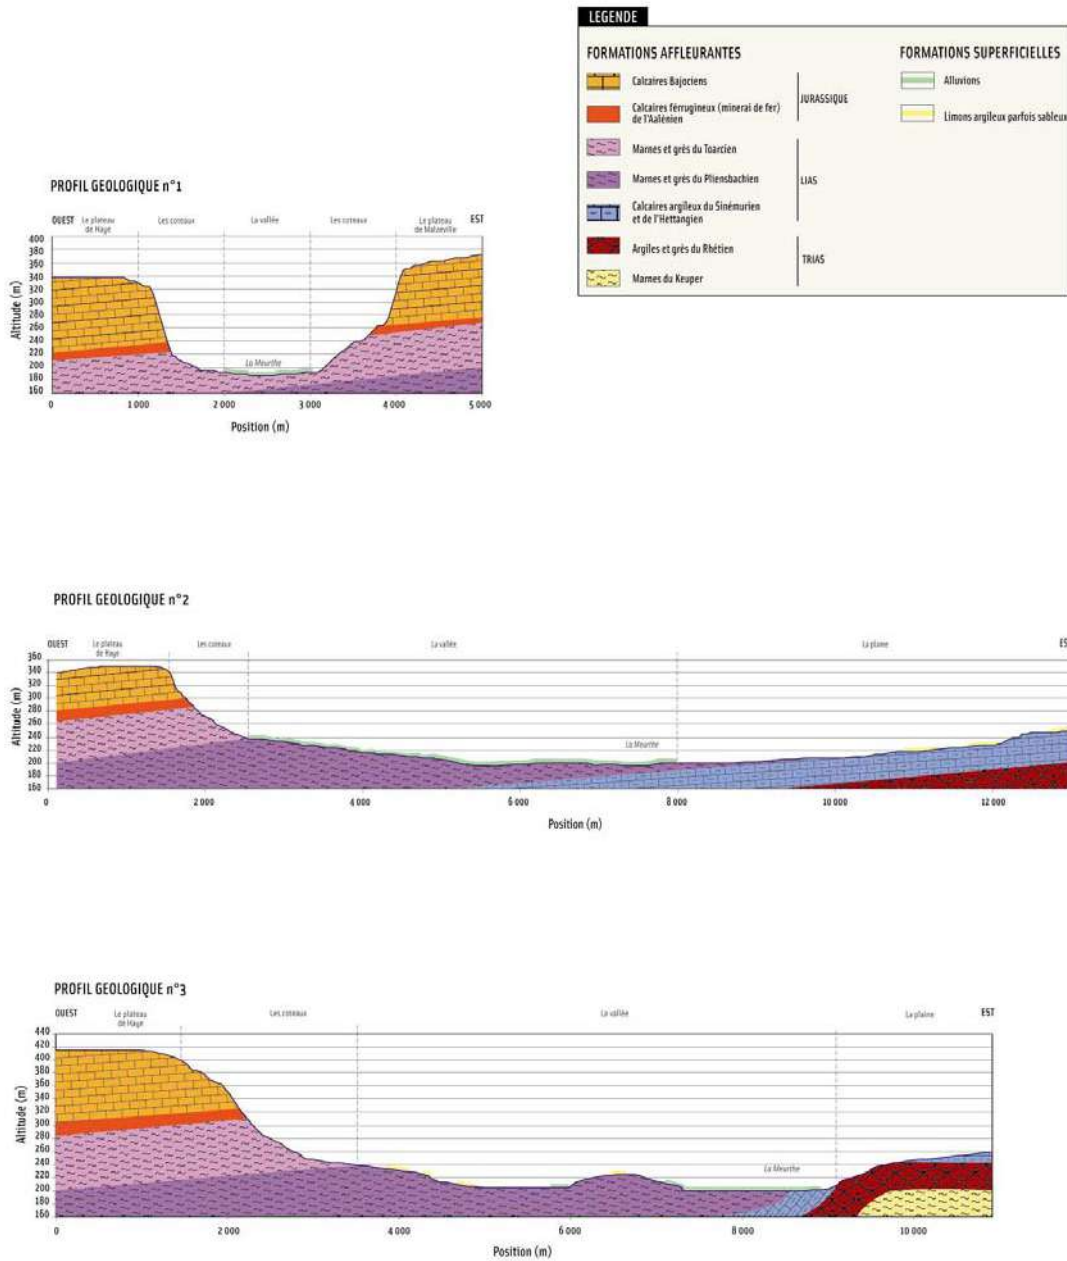 LEGENDE
FORMATIONS AFFLEURANTES
Calcaires Bajociens
Calcaires ferrugineux (minerai de fer)
de l'Aalénien
JURASSIQUE
Marnes et grès du Toarcien
Marnes et grès du Pliensbachien
LIAS
Calcaires argileux du Sinémurien
et de l'Hettangien
Argiles et grès du Rhétien
TRIAS
Marnes du Keuper
FORMATIONS SUPERFICIELLES
Alluvions
Limons argileux parfois sableux
PROFIL GEOLOGIQUE n°1
OUEST Le plateau de Haye Les coteaux La vallée Les coteaux Le plateau de Malzéville EST
Altitude (m)
400
380
360
340
320
300
280
260
240
220
200
180
160
La Meurthe
0 1 000 2 000 3 000 4 000 5 000
Position (m)
PROFIL GEOLOGIQUE n°2
OUEST Le plateau de Haye Les coteaux La vallée La plaine ES
Altitude (m)
360
340
320
300
280
260
240
220
200
180
160
La Meurthe
0 2 000 4 000 6 000 8 000 10 000 12 000
Position (m)
PROFIL GEOLOGIQUE n°3
OUEST Le plateau de Haye Les coteaux La vallée La plaine EST
Altitude (m)
440
420
400
380
360
340
320
300
280
260
240
220
200
180
160
La Meurthe
0 2 000 4 000 6 000 8 000 10 000
Position (m)